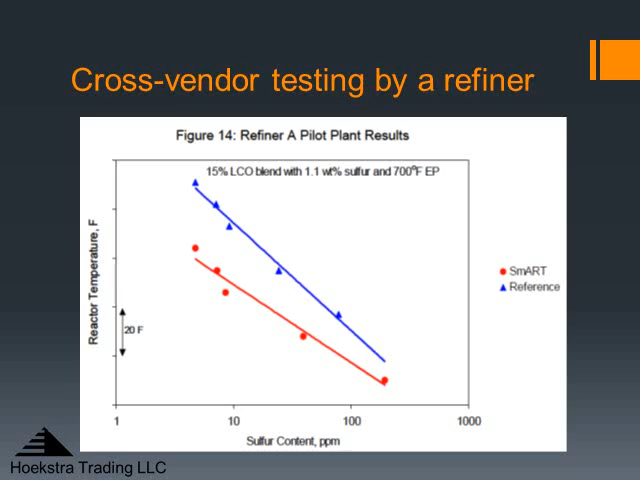 Cross-vendor testing by a refiner
Figure 14: Refiner A Pilot Plant Results
15% LCO blend with 1.1 wt% sulfur and 700°F EP
Reactor Temperature, F
20 F
SmART
Reference
1 10 100 1000
Sulfur Content, ppm
Hoekstra Trading LLC